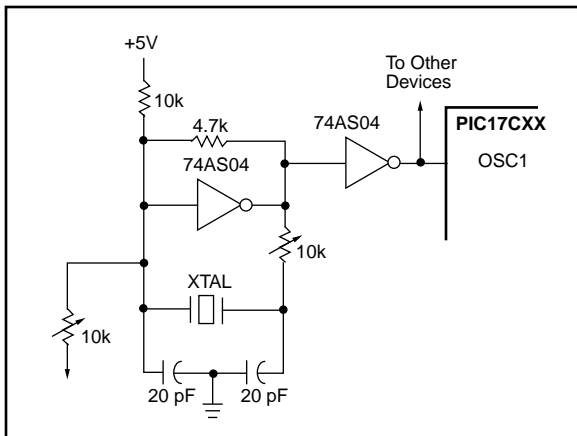 +5V
To Other
Devices
10k
4.7k
74AS04
74AS04
PIC17CXX
OSC1
10k
XTAL
10k
20 pF
20 pF